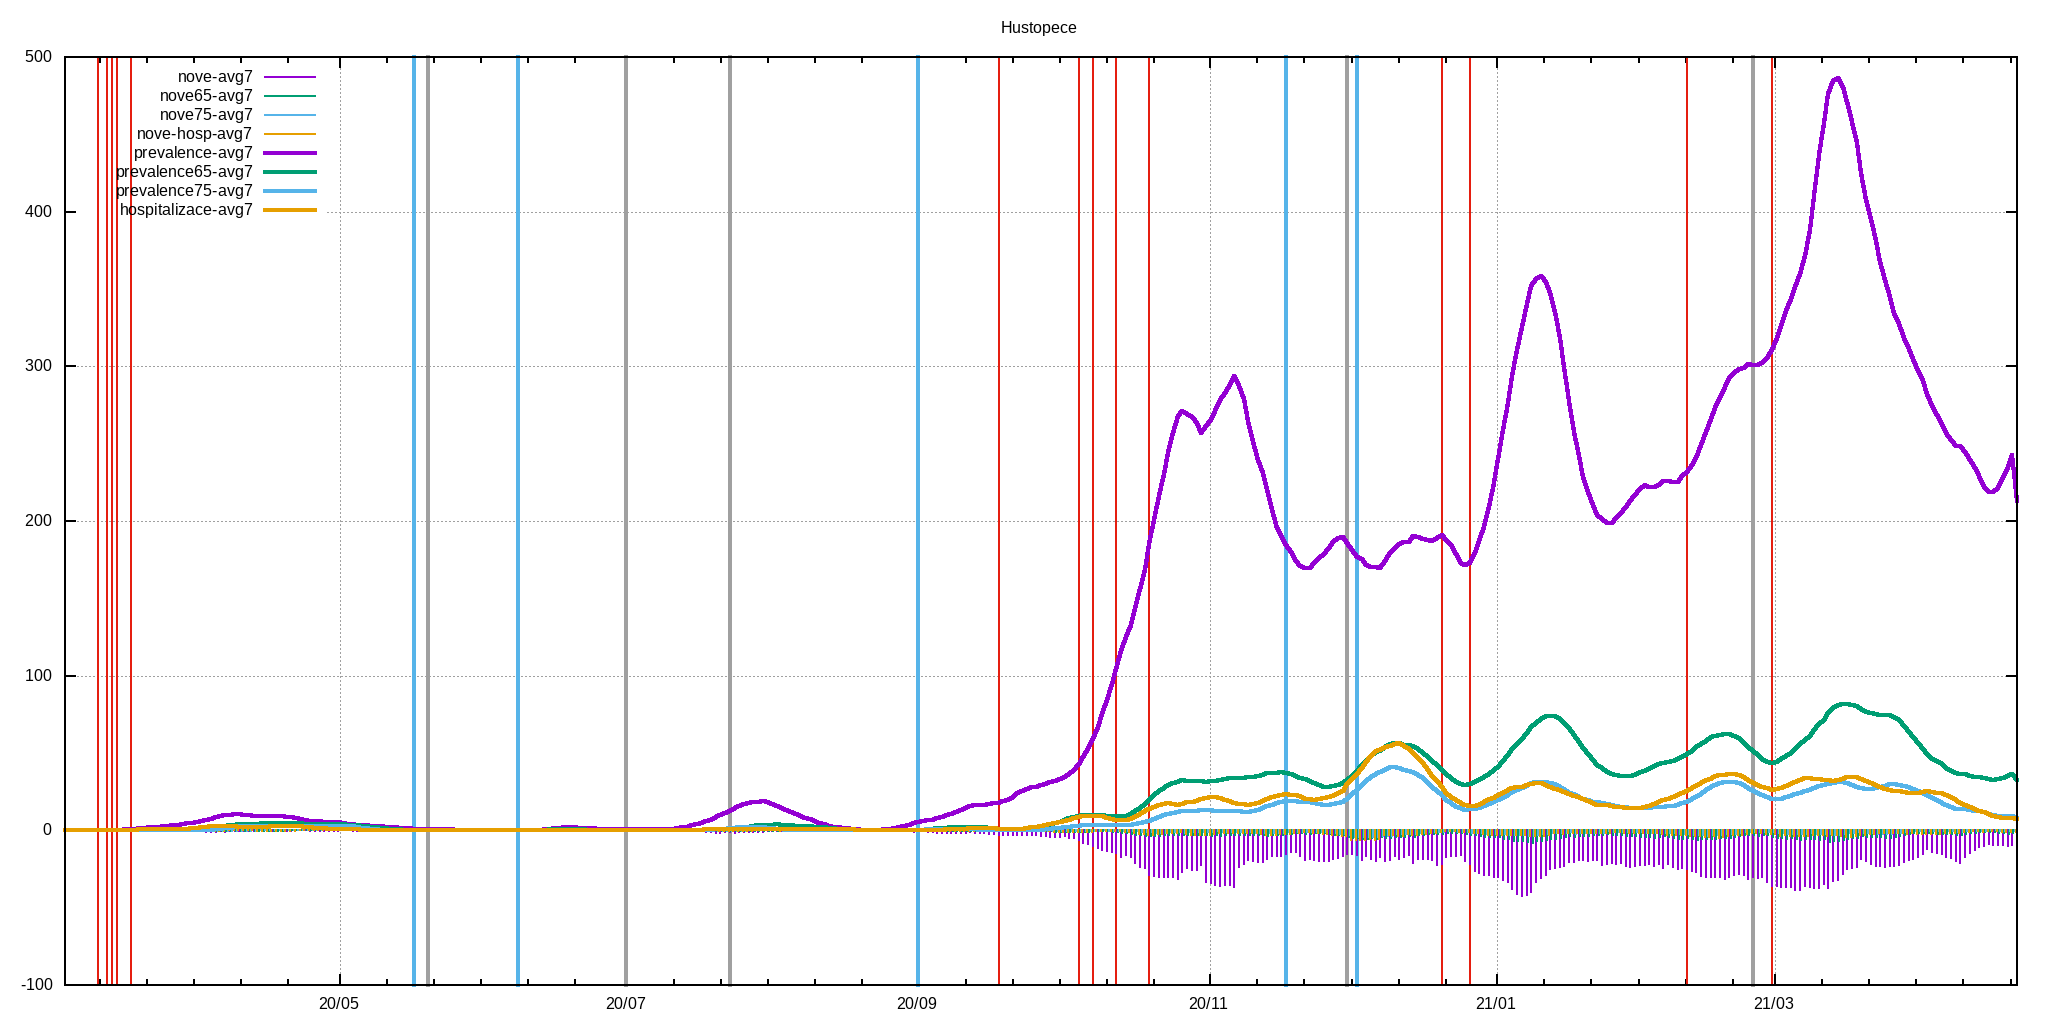 Hustopece
500
400
300
200
100
0
-100
nove-avg7
nove65-avg7
nove75-avg7
nove-hosp-avg7
prevalence-avg7
prevalence65-avg7
prevalence75-avg7
hospitalizace-avg7
20/05 20/07 20/09 20/11 21/01 21/03